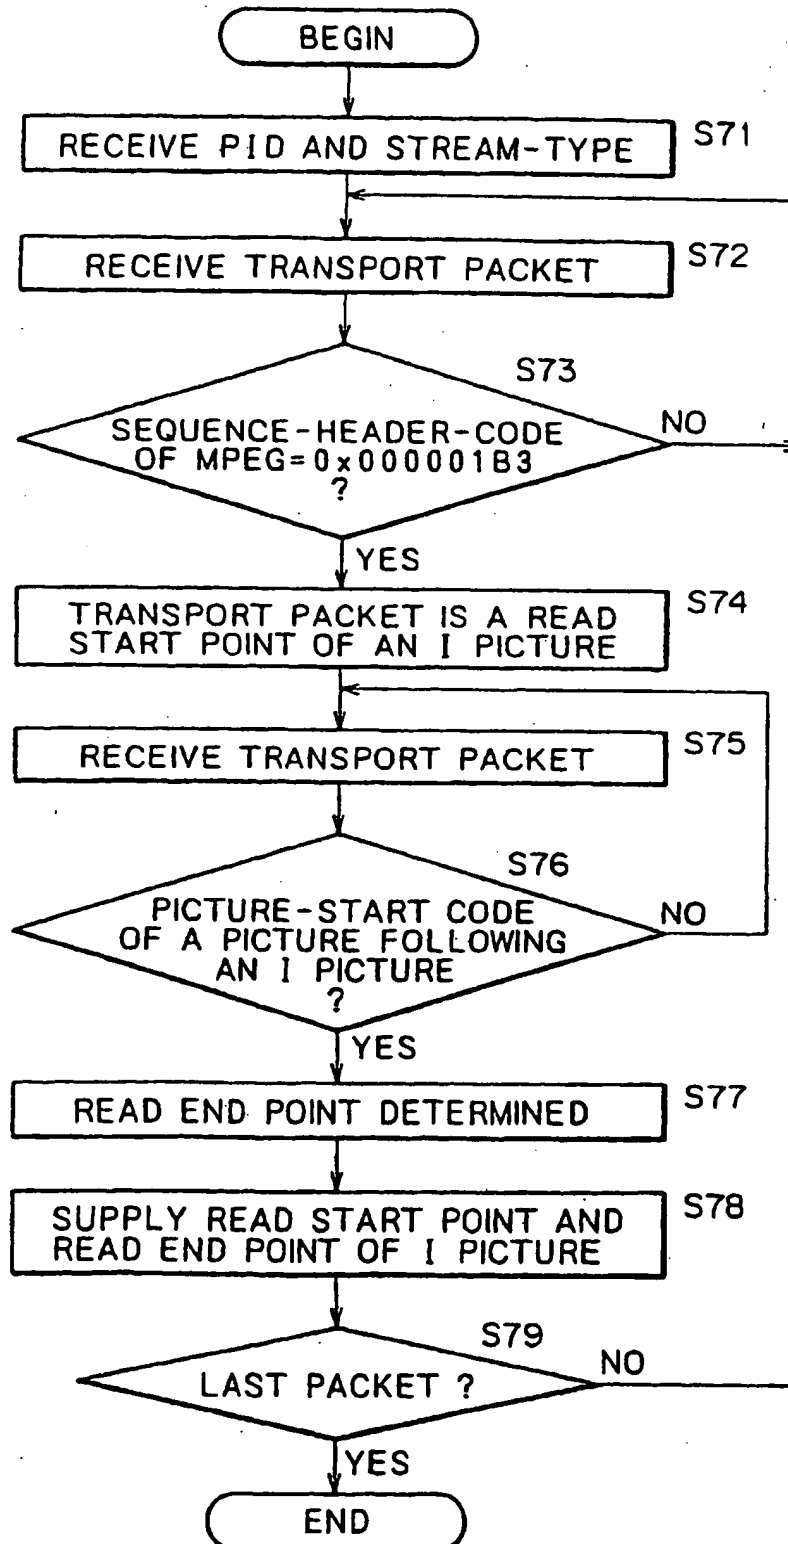 BEGIN
RECEIVE PID AND STREAM-TYPE
S71
RECEIVE TRANSPORT PACKET
S72
S73
SEQUENCE-HEADER-CODE
OF MPEG=0x000001B3
?
NO
YES
TRANSPORT PACKET IS A READ
START POINT OF AN I PICTURE
S74
RECEIVE TRANSPORT PACKET
S75
S76
PICTURE-START CODE
OF A PICTURE FOLLOWING
AN I PICTURE
?
NO
YES
READ END POINT DETERMINED
S77
SUPPLY READ START POINT AND
READ END POINT OF I PICTURE
S78
S79
LAST PACKET ?
NO
YES
END